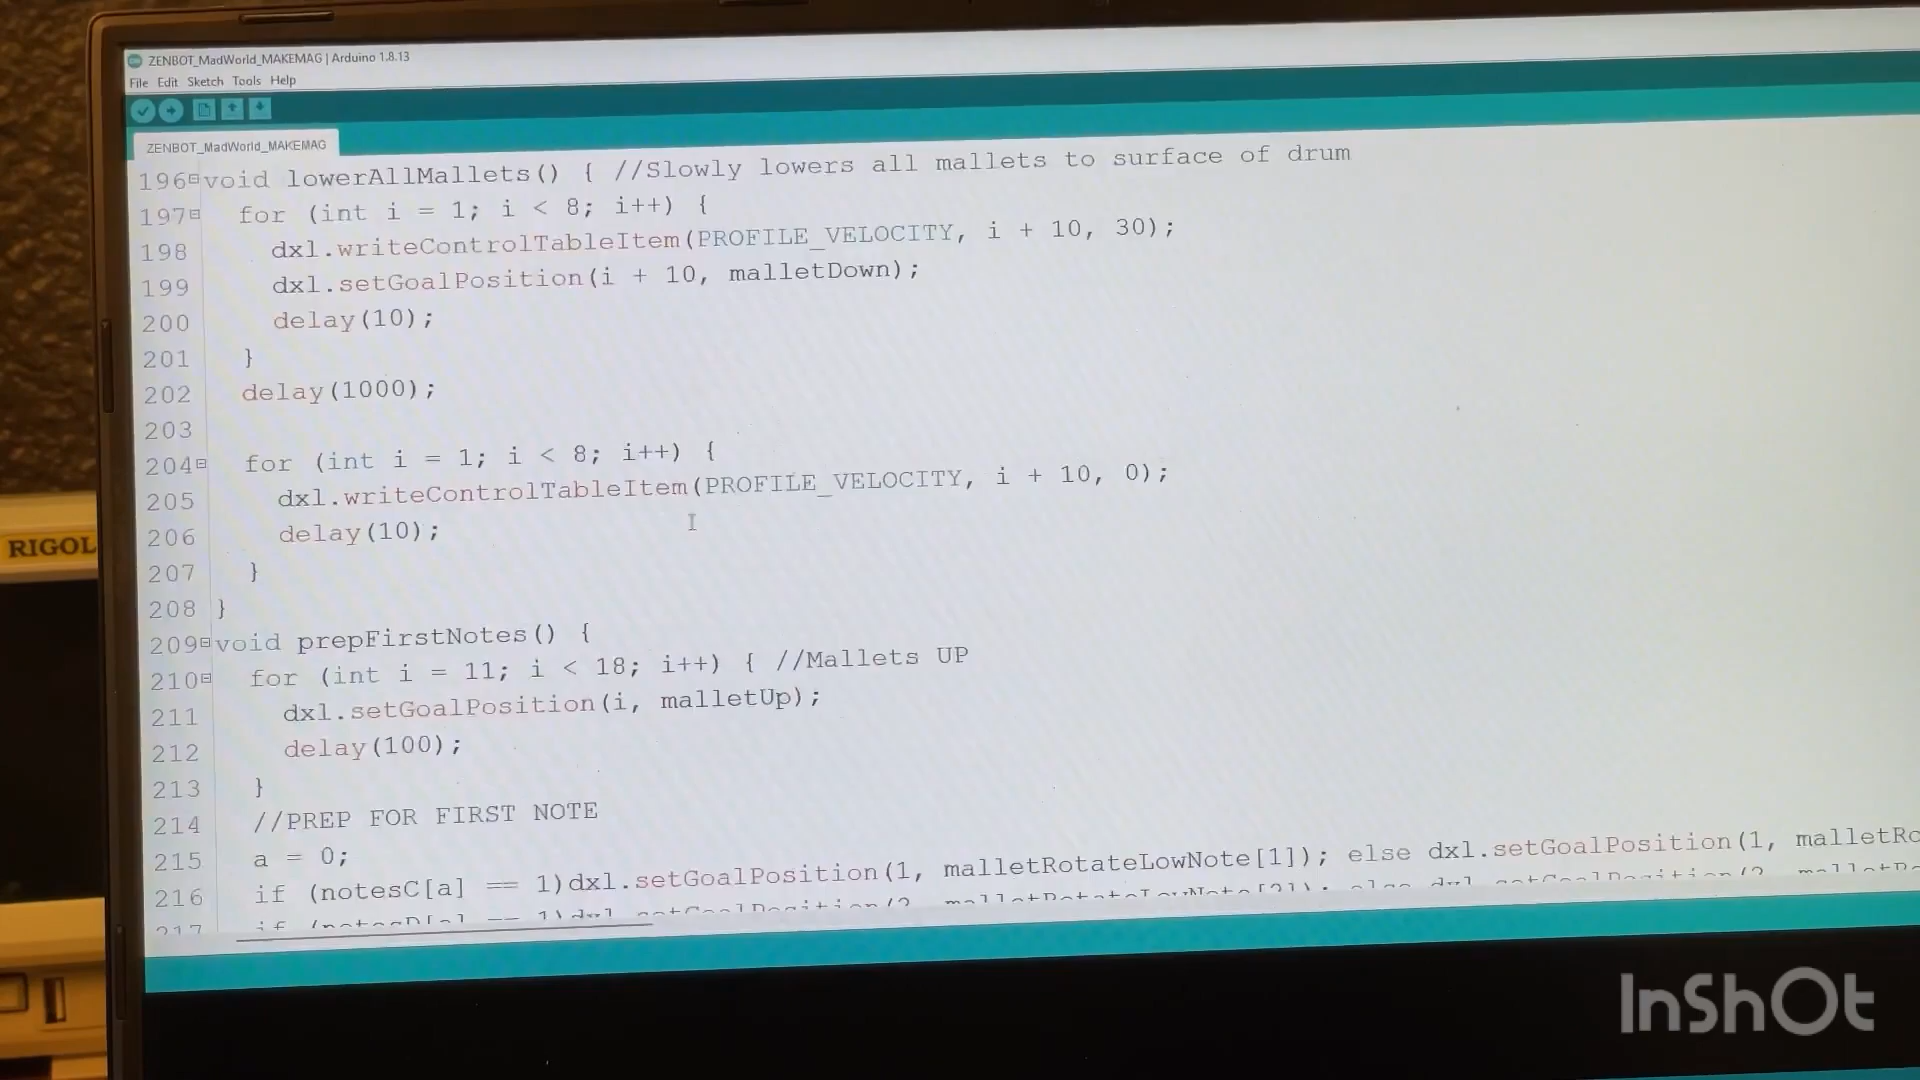 ZENBOT_MadWorld_MAKEMAG | Arduino 1.8.13
File Edit Sketch Tools Help
ZENBOT_MadWorld_MAKEMAG
196 void lowerAllMallets() { //Slowly lowers all mallets to surface of drum
197 for (int i = 1; i < 8; i++) {
198 dxl.writeControlTableItem(PROFILE_VELOCITY, i + 10, 30);
199 dxl.setGoalPosition(i + 10, malletDown);
200 delay(10);
201 }
202 delay(1000);
203
204 for (int i = 1; i < 8; i++) {
205 dxl.writeControlTableItem(PROFILE_VELOCITY, i + 10, 0);
206 delay(10);
207 }
208 }
209 void prepFirstNotes() {
210 for (int i = 11; i < 18; i++) { //Mallets UP
211 dxl.setGoalPosition(i, malletUp);
212 delay(100);
213 }
214 //PREP FOR FIRST NOTE
215 a = 0;
216 if (notesC[a] == 1)dxl.setGoalPosition(1, malletRotateLowNote[1]); else dxl.setGoalPosition(1, malletRo
217
RIGOL
InShOt